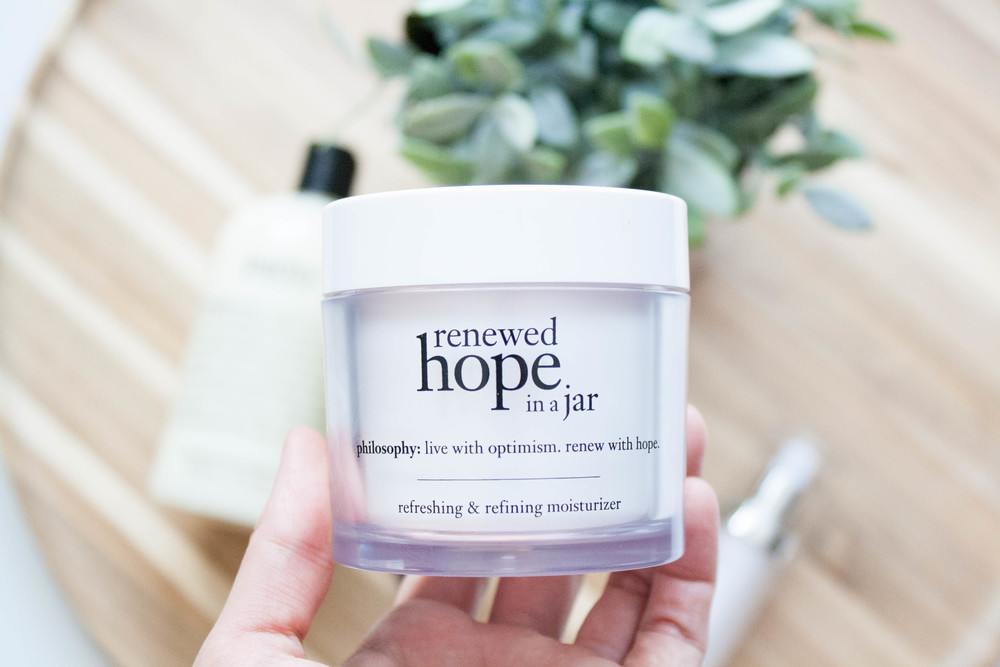 renewed
hope
in a jar
philosophy: live with optimism. renew with hope.
refreshing & refining moisturizer